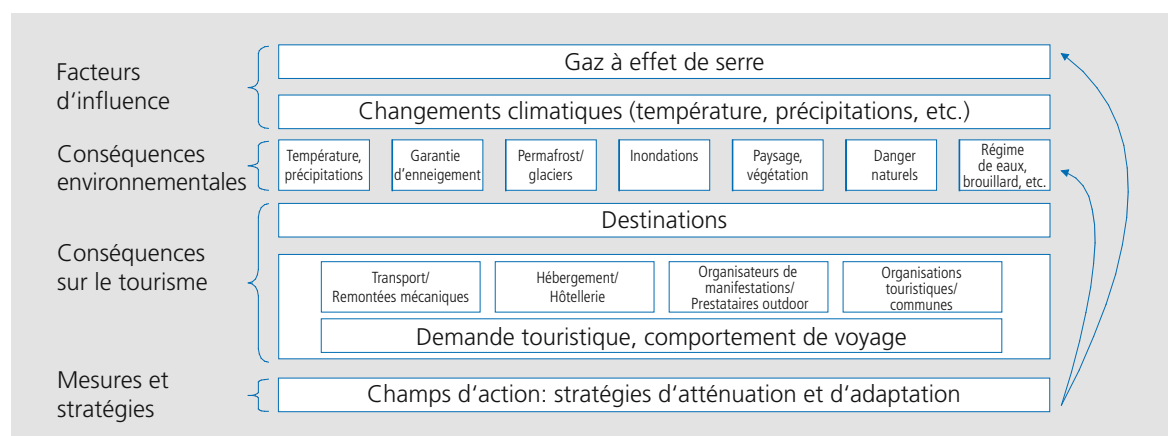 Facteurs
d'influence
Gaz à effet de serre
Changements climatiques (température, précipitations, etc.)
Conséquences
environnementales
Température,
précipitations
Garantie
d'enneigement
Permafrost/
glaciers
Inondations
Paysage,
végétation
Danger
naturels
Régime
de eaux,
brouillard, etc.
Conséquences
sur le tourisme
Destinations
Transport/
Remontées mécaniques
Hébergement/
Hôtellerie
Organisateurs de
manifestations/
Prestataires outdoor
Organisations
touristiques/
communes
Demande touristique, comportement de voyage
Mesures et
stratégies
Champs d'action: stratégies d'atténuation et d'adaptation